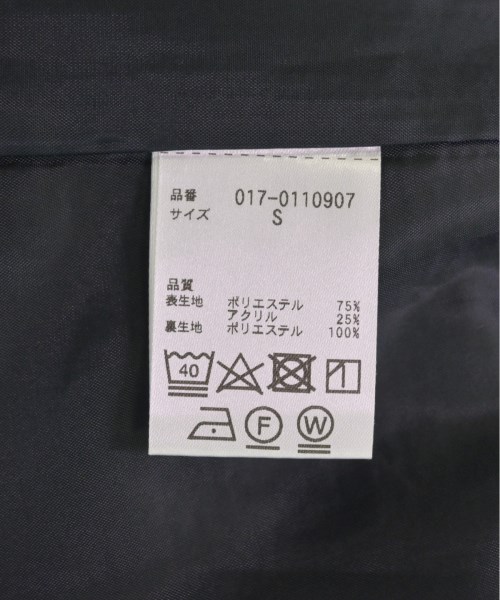 品番 017-0110907
サイズ S
品質
表生地 ポリエステル 75%
アクリル 25%
裏生地 ポリエステル 100%
40
F W